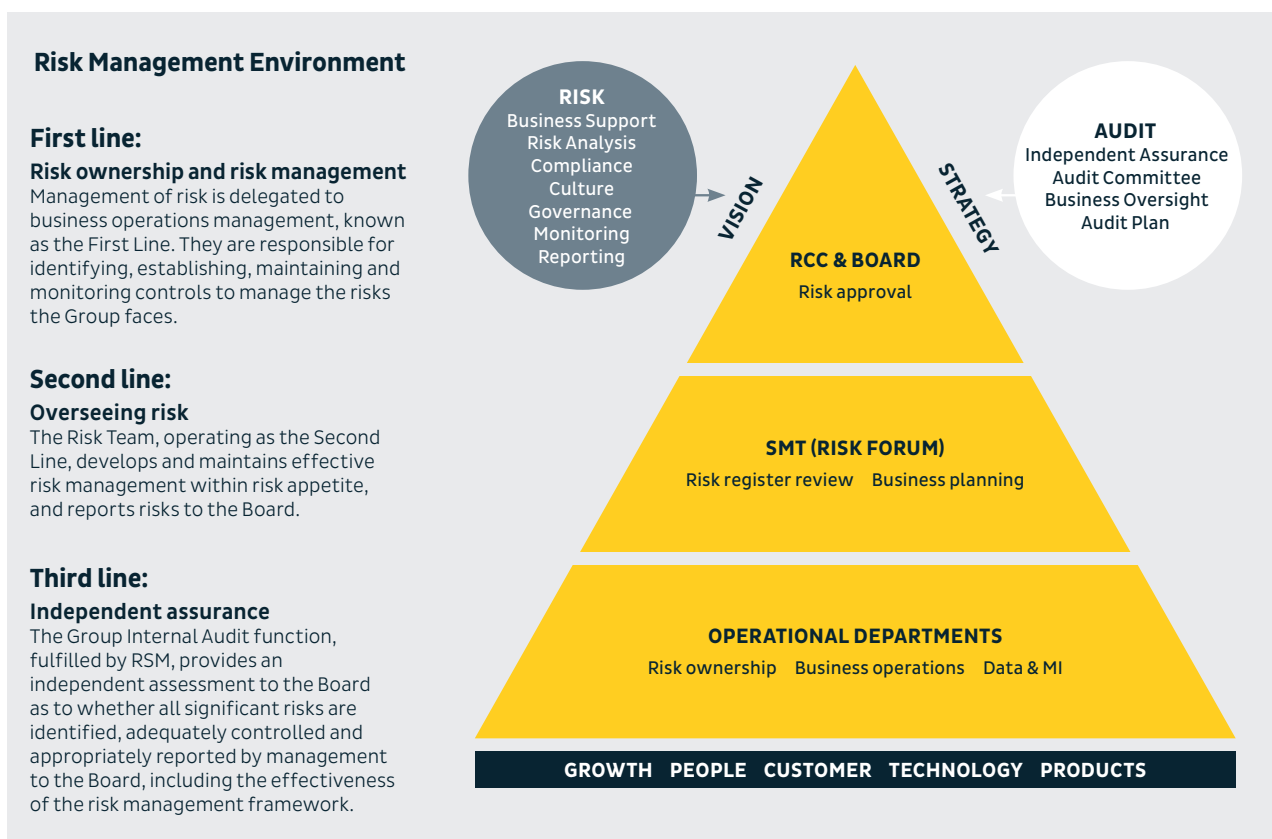 Risk Management Environment
First line:
Risk ownership and risk management
Management of risk is delegated to
business operations management, known
as the First Line. They are responsible for
identifying, establishing, maintaining and
monitoring controls to manage the risks
the Group faces.
Second line:
Overseeing risk
The Risk Team, operating as the Second
Line, develops and maintains effective
risk management within risk appetite,
and reports risks to the Board.
Third line:
Independent assurance
The Group Internal Audit function,
fulfilled by RSM, provides an
independent assessment to the Board
as to whether all significant risks are
identified, adequately controlled and
appropriately reported by management
to the Board, including the effectiveness
of the risk management framework.
RISK
Business Support
Risk Analysis
Compliance
Culture
Governance
Monitoring
Reporting
VISION
STRATEGY
AUDIT
Independent Assurance
Audit Committee
Business Oversight
Audit Plan
RCC & BOARD
Risk approval
SMT (RISK FORUM)
Risk register review Business planning
OPERATIONAL DEPARTMENTS
Risk ownership Business operations Data & MI
GROWTH PEOPLE CUSTOMER TECHNOLOGY PRODUCTS